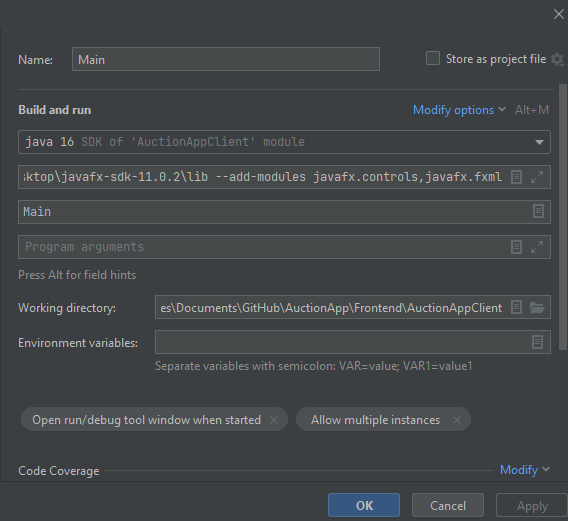 Name: Main Store as project file
Build and run Modify options Alt+M
java 16 SDK of 'AuctionAppClient' module
ktop\javafx-sdk-11.0.2\lib --add-modules javafx.controls,javafx.fxml
Main
Program arguments
Press Alt for field hints
Working directory: es\Documents\GitHub\AuctionApp\Frontend\AuctionAppClient
Environment variables:
Separate variables with semicolon: VAR=value; VAR1=value1
Open run/debug tool window when started × Allow multiple instances ×
Code Coverage Modify
OK Cancel Apply